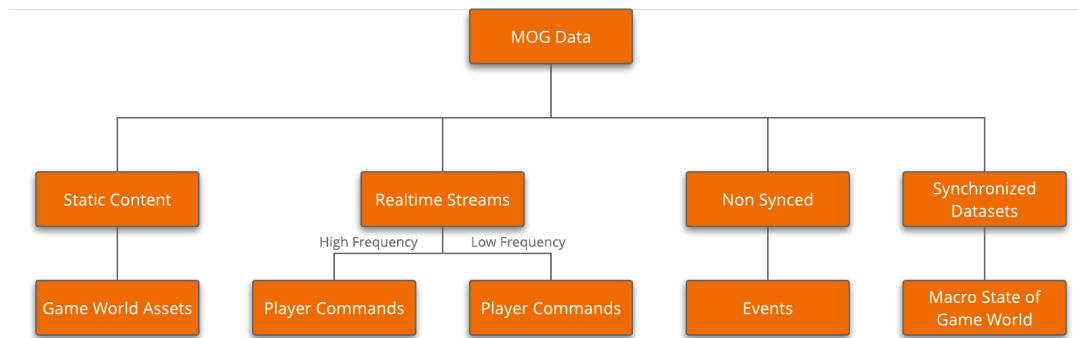 MOG Data
Static Content
Realtime Streams
Non Synced
Synchronized
Datasets
High Frequency
Low Frequency
Game World Assets
Player Commands
Player Commands
Events
Macro State of
Game World